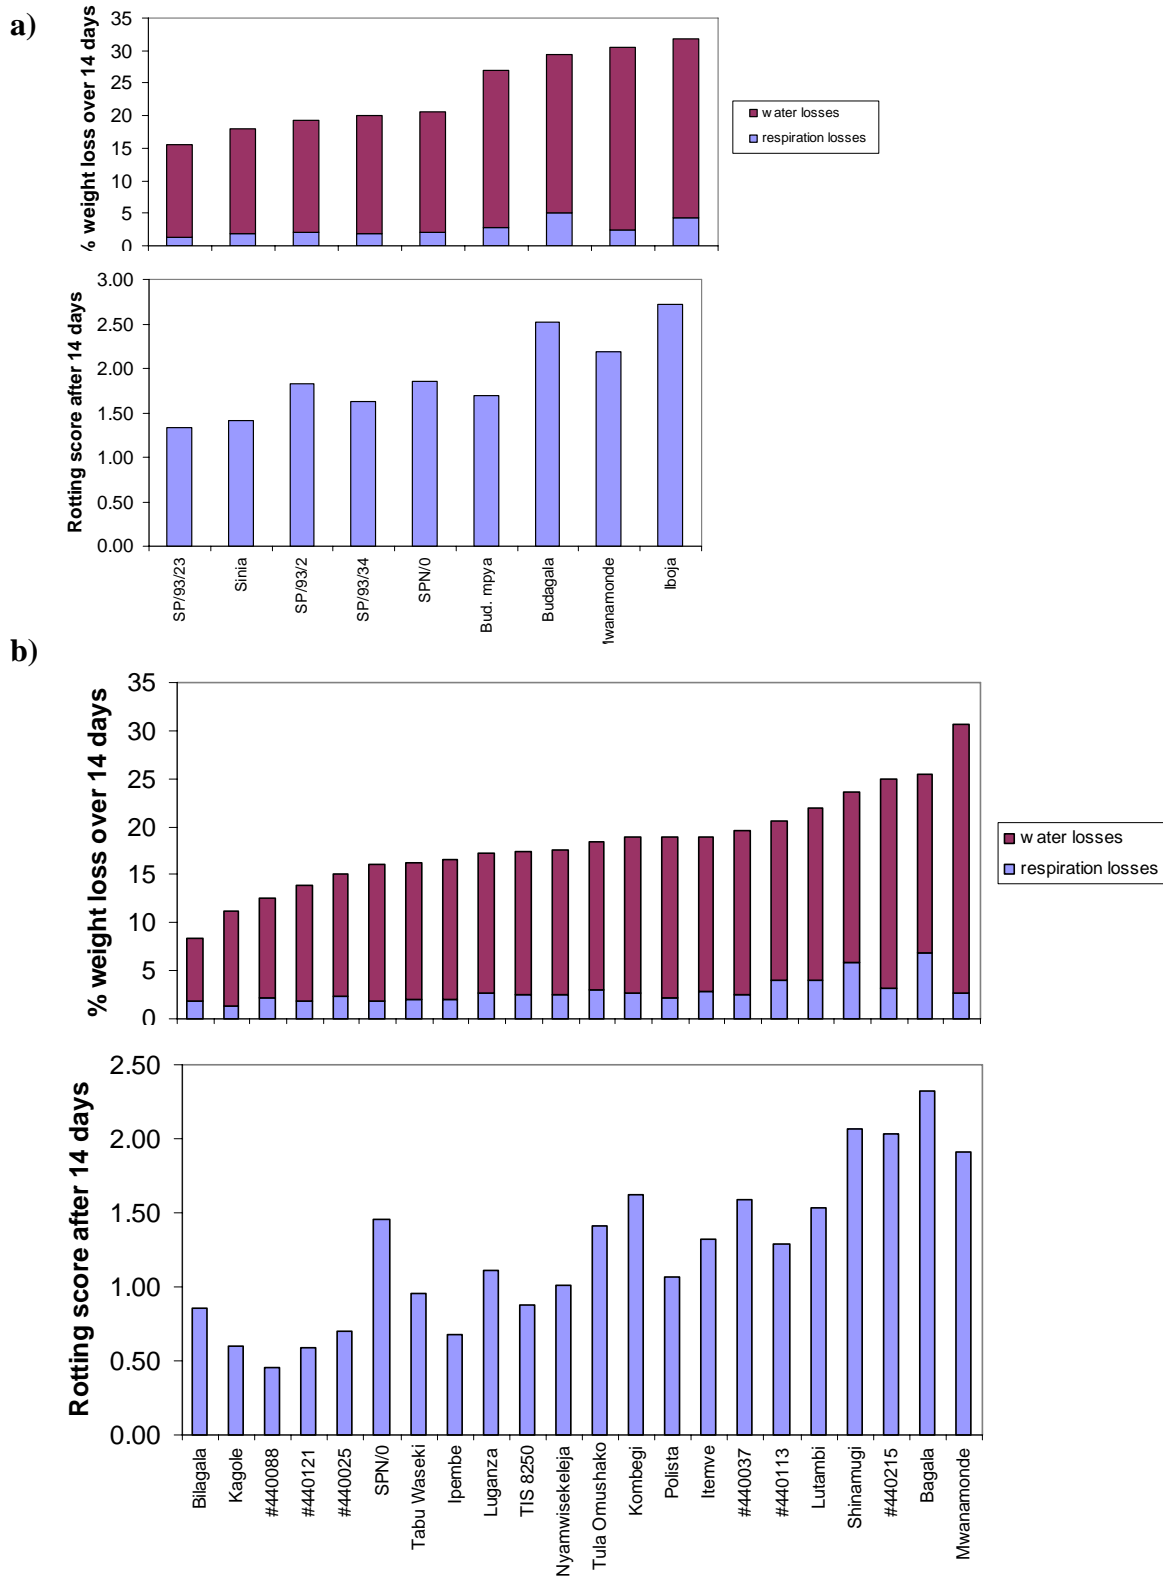 a)
% weight loss over 14 days
35
30
25
20
15
10
5
0
water losses
respiration losses
Rotting score after 14 days
3.00
2.50
2.00
1.50
1.00
0.50
0.00
SP/93/23
Sinia
SP/93/2
SP/93/34
SPN/0
Bud. mpya
Budagala
Mwanamonde
Iboja
b)
% weight loss over 14 days
35
30
25
20
15
10
5
0
water losses
respiration losses
Rotting score after 14 days
2.50
2.00
1.50
1.00
0.50
0.00
Bilagala
Kagole
#440088
#440121
#440025
SPN/0
Tabu Waseki
Ipembe
Luganza
TIS 8250
Nyamwisekeleja
Tula Omushako
Kombegi
Polista
Itemve
#440037
#440113
Lutambi
Shinamugi
#440215
Bagala
Mwanamonde